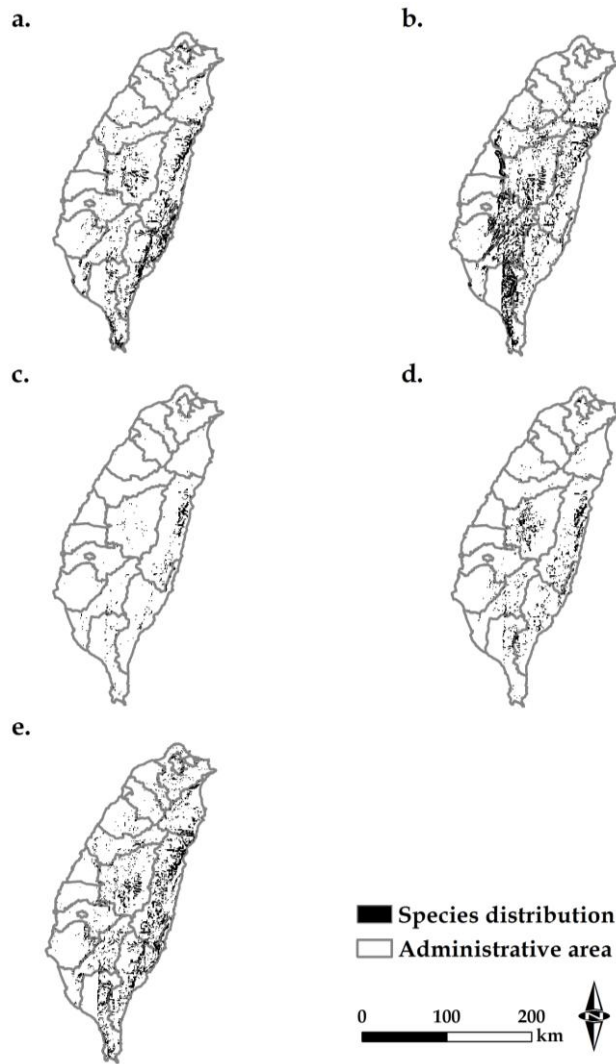 a.
b.
c.
d.
e.
Species distribution
Administrative area
N
0 100 200
km